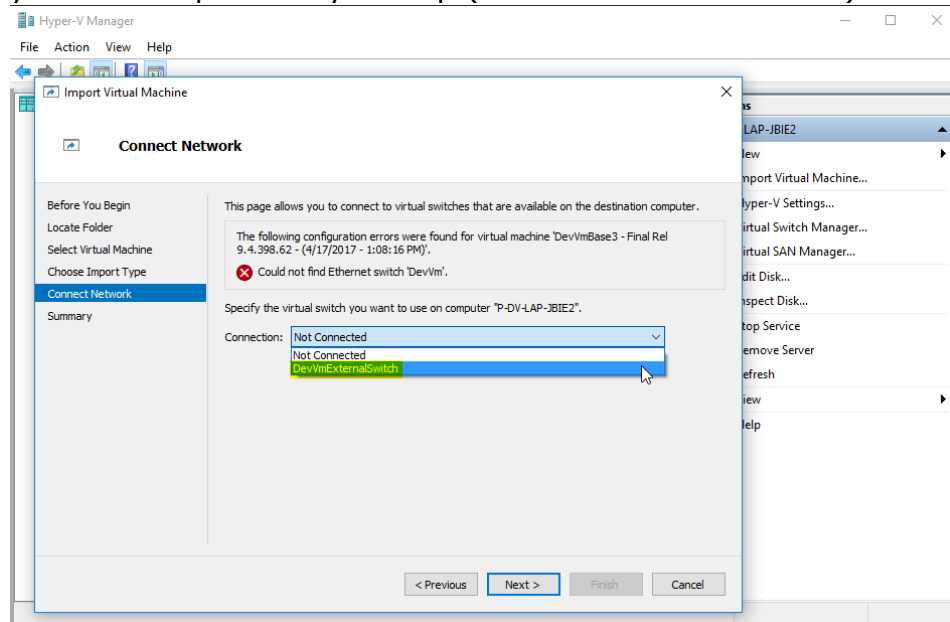 Hyper-V Manager
File Action View Help
Import Virtual Machine
Connect Network
Before You Begin
Locate Folder
Select Virtual Machine
Choose Import Type
Connect Network
Summary
This page allows you to connect to virtual switches that are available on the destination computer.
The following configuration errors were found for virtual machine 'DevVmBase3 - Final Rel
9.4.398.62 - (4/17/2017 - 1:08:16 PM)'.
Could not find Ethernet switch 'DevVm'.
Specify the virtual switch you want to use on computer "P-DV-LAP-JBIE2".
Connection: Not Connected
Not Connected
DevVmExternalSwitch
< Previous Next > Finish Cancel
ns
LAP-JBIE2
lew
mport Virtual Machine...
lyper-V Settings...
irtual Switch Manager...
irtual SAN Manager...
dit Disk...
nspect Disk...
top Service
emove Server
efresh
iew
lelp